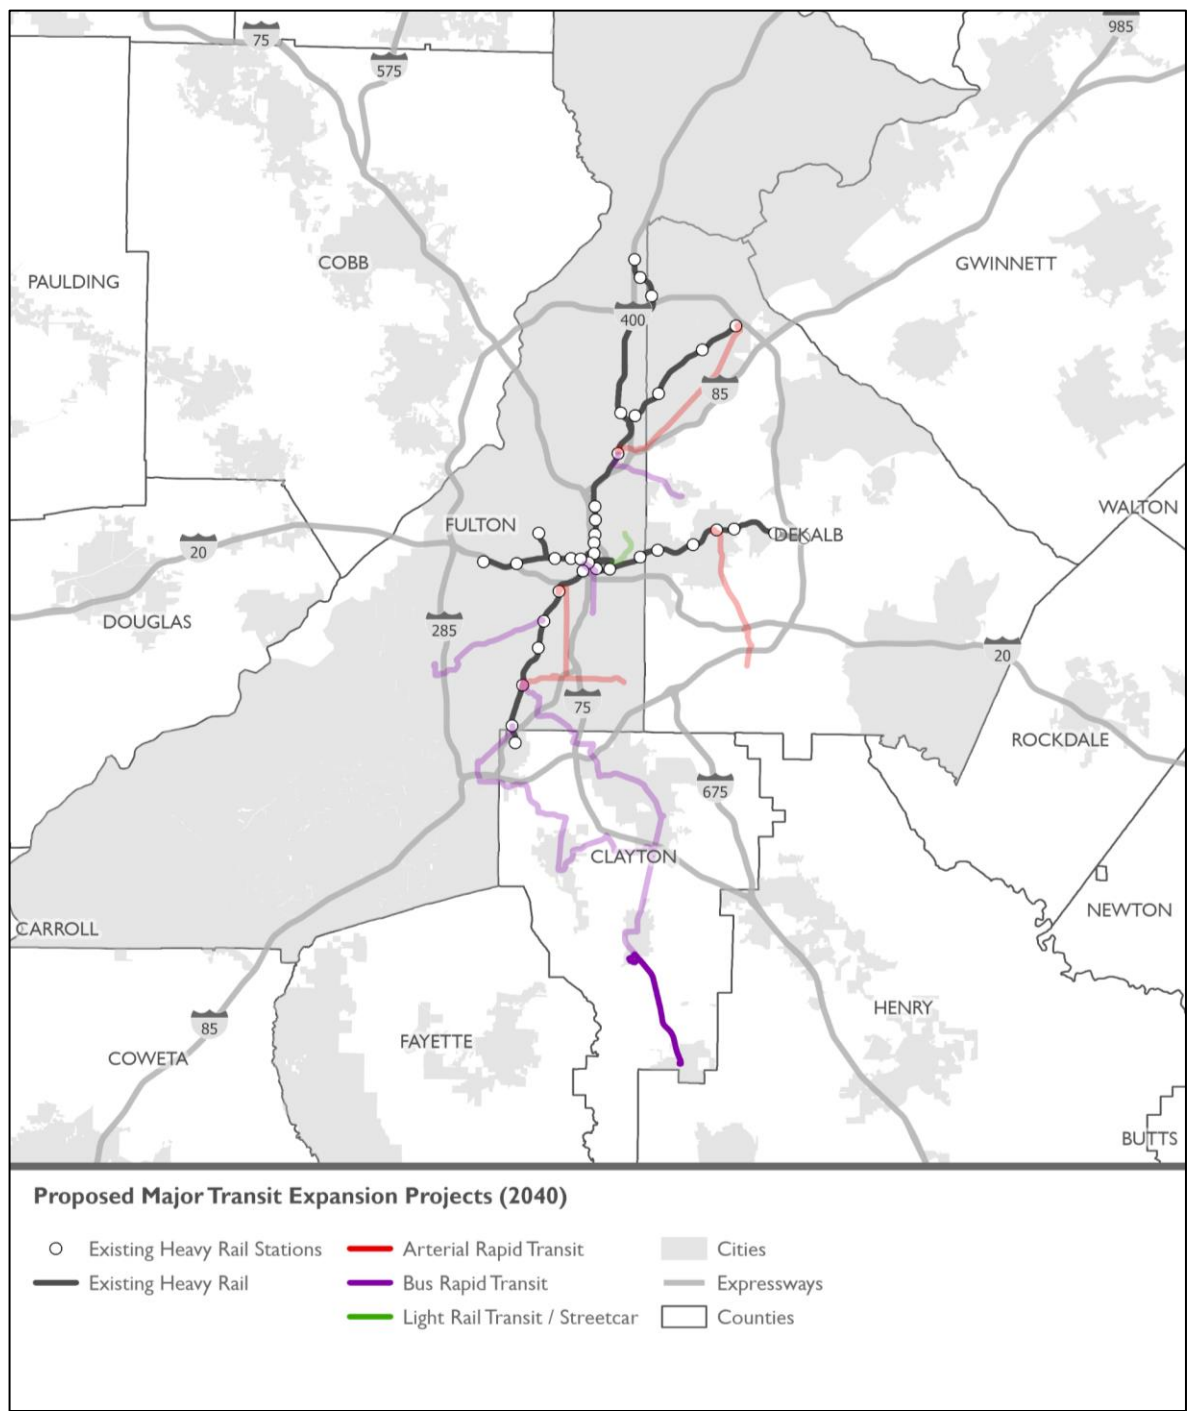 985
75
575
COBB
GWINNETT
PAULDING
400
85
WALTON
FULTON
DEKALB
20
DOUGLAS
285
20
75
ROCKDALE
675
CLAYTON
NEWTON
CARROLL
HENRY
85
FAYETTE
COWETA
BUTTS
Proposed Major Transit Expansion Projects (2040)
Existing Heavy Rail Stations
Arterial Rapid Transit
Cities
Existing Heavy Rail
Bus Rapid Transit
Expressways
Light Rail Transit / Streetcar
Counties